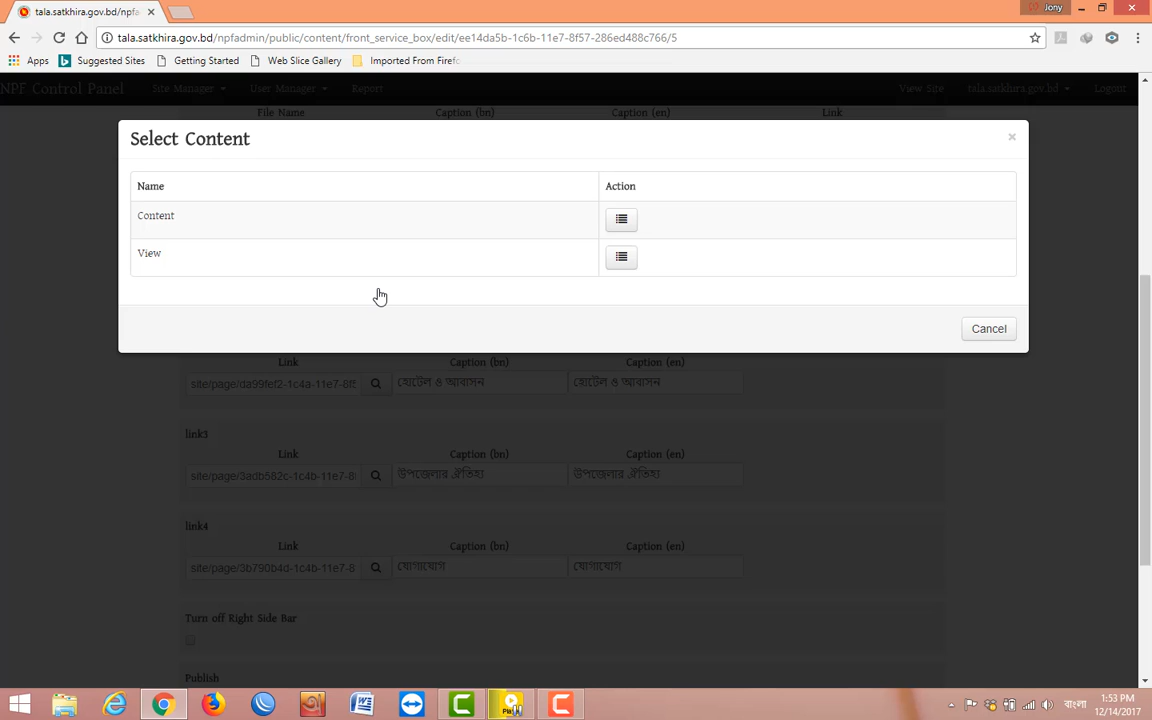 tala.satkhira.gov.bd/npfa
Jony
tala.satkhira.gov.bd/npfadmin/public/content/front_service_box/edit/ee14da5b-1c6b-11e7-8f57-286ed488c766/5
Apps Suggested Sites Getting Started Web Slice Gallery Imported From Firefo
NPF Control Panel Site Manager User Manager Report View Site tala.satkhira.gov.bd Logout
File Name Caption (bn) Caption (en) Link
Select Content ×
Name Action
Content
View
Cancel
Link Caption (bn) Caption (en)
site/page/da99fef2-1c4a-11e7-8f5 হোটেল ও আবাসন হোটেল ও আবাসন
link3
Link Caption (bn) Caption (en)
site/page/3adb582c-1c4b-11e7-8f উপজেলার ঐতিহ্য উপজেলার ঐতিহ্য
link4
Link Caption (bn) Caption (en)
site/page/3b790b4d-1c4b-11e7-8 যোগাযোগ যোগাযোগ
Turn off Right Side Bar
Publish
বাংলা 1:53 PM
12/14/2017